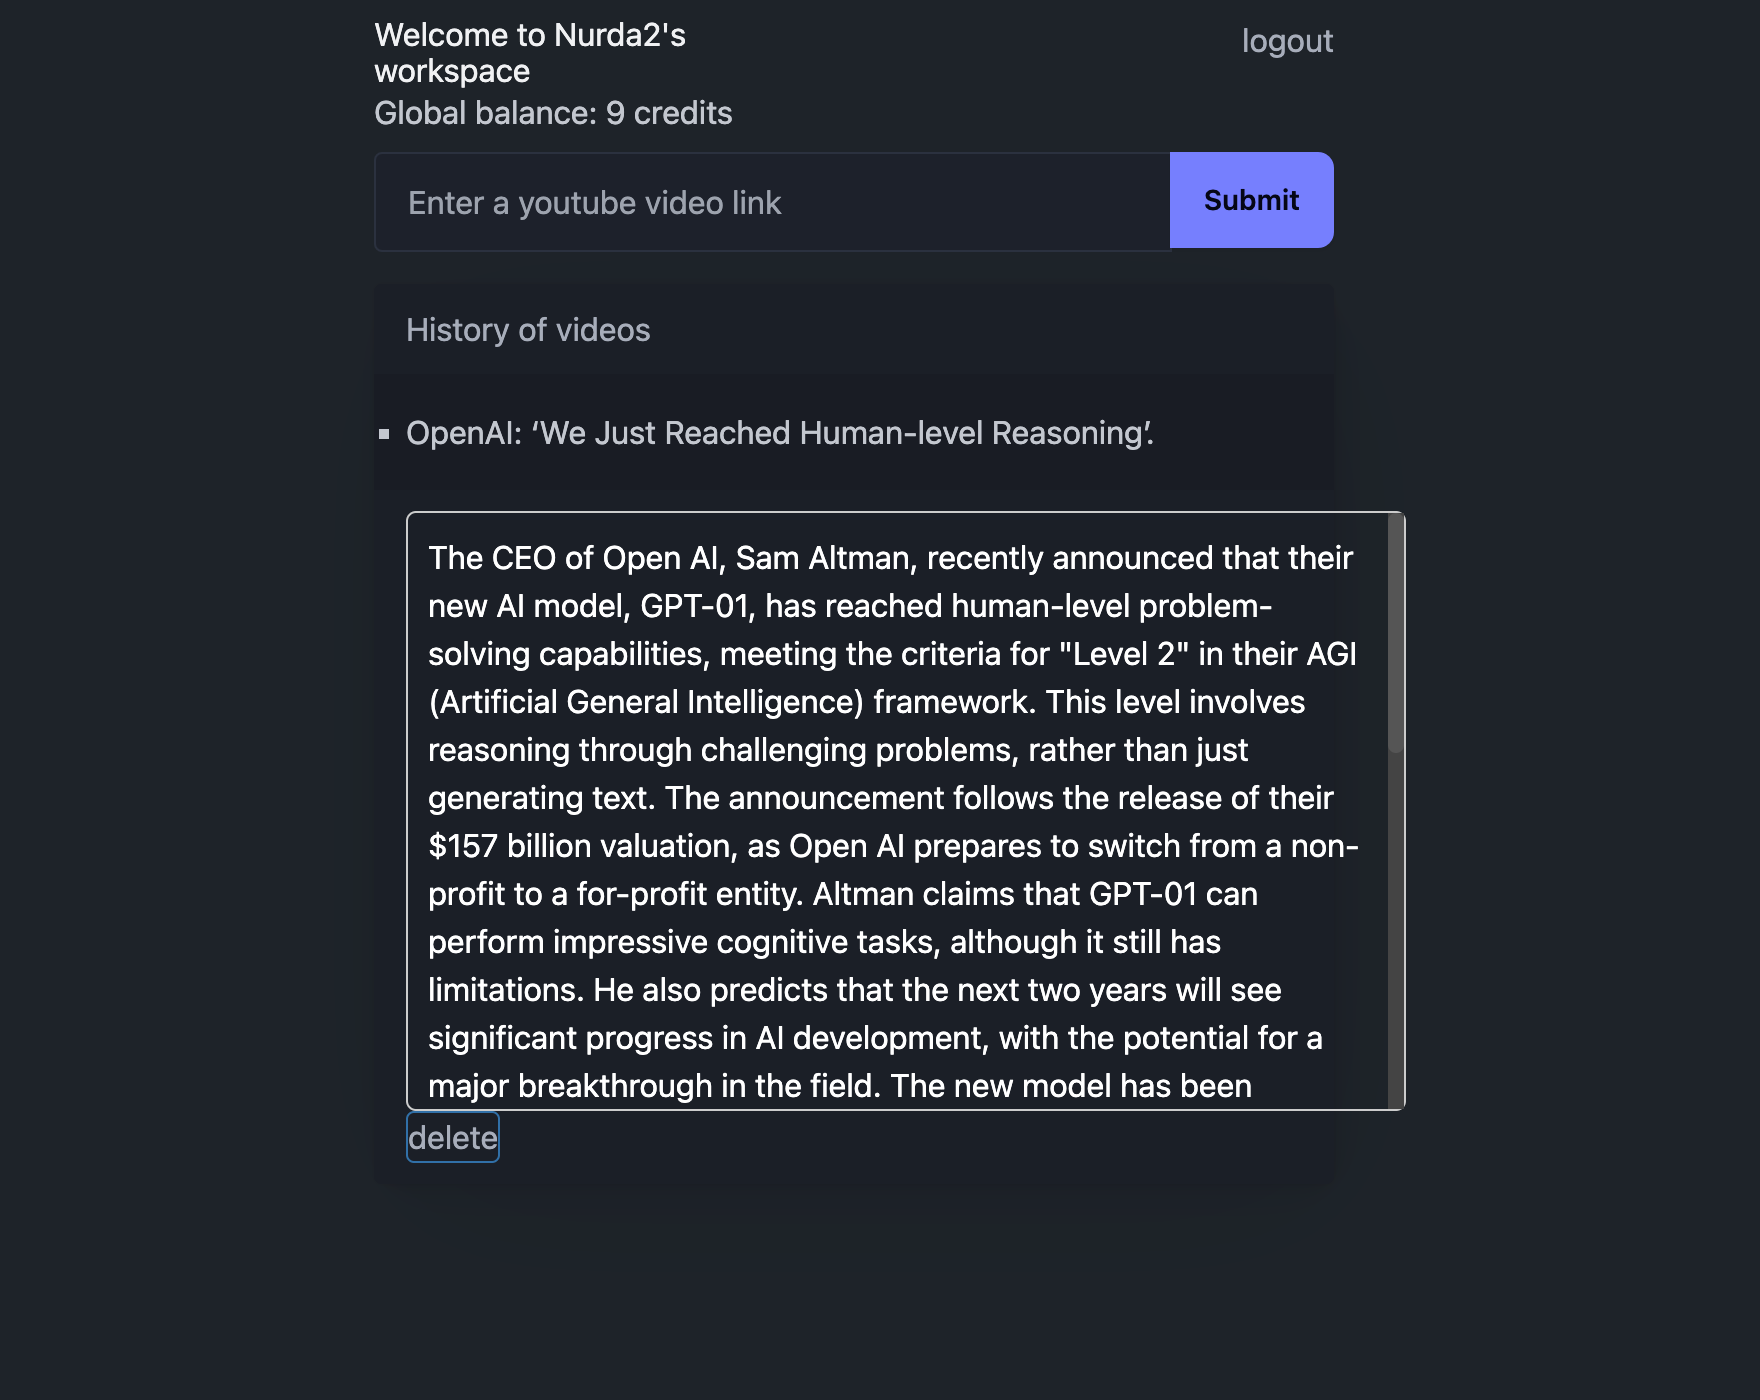 Welcome to Nurda2's
workspace
logout
Global balance: 9 credits
Enter a youtube video link
Submit
History of videos
OpenAI: ‘We Just Reached Human-level Reasoning’.
The CEO of Open AI, Sam Altman, recently announced that their
new AI model, GPT-01, has reached human-level problem-
solving capabilities, meeting the criteria for "Level 2" in their AGI
(Artificial General Intelligence) framework. This level involves
reasoning through challenging problems, rather than just
generating text. The announcement follows the release of their
$157 billion valuation, as Open AI prepares to switch from a non-
profit to a for-profit entity. Altman claims that GPT-01 can
perform impressive cognitive tasks, although it still has
limitations. He also predicts that the next two years will see
significant progress in AI development, with the potential for a
major breakthrough in the field. The new model has been
delete